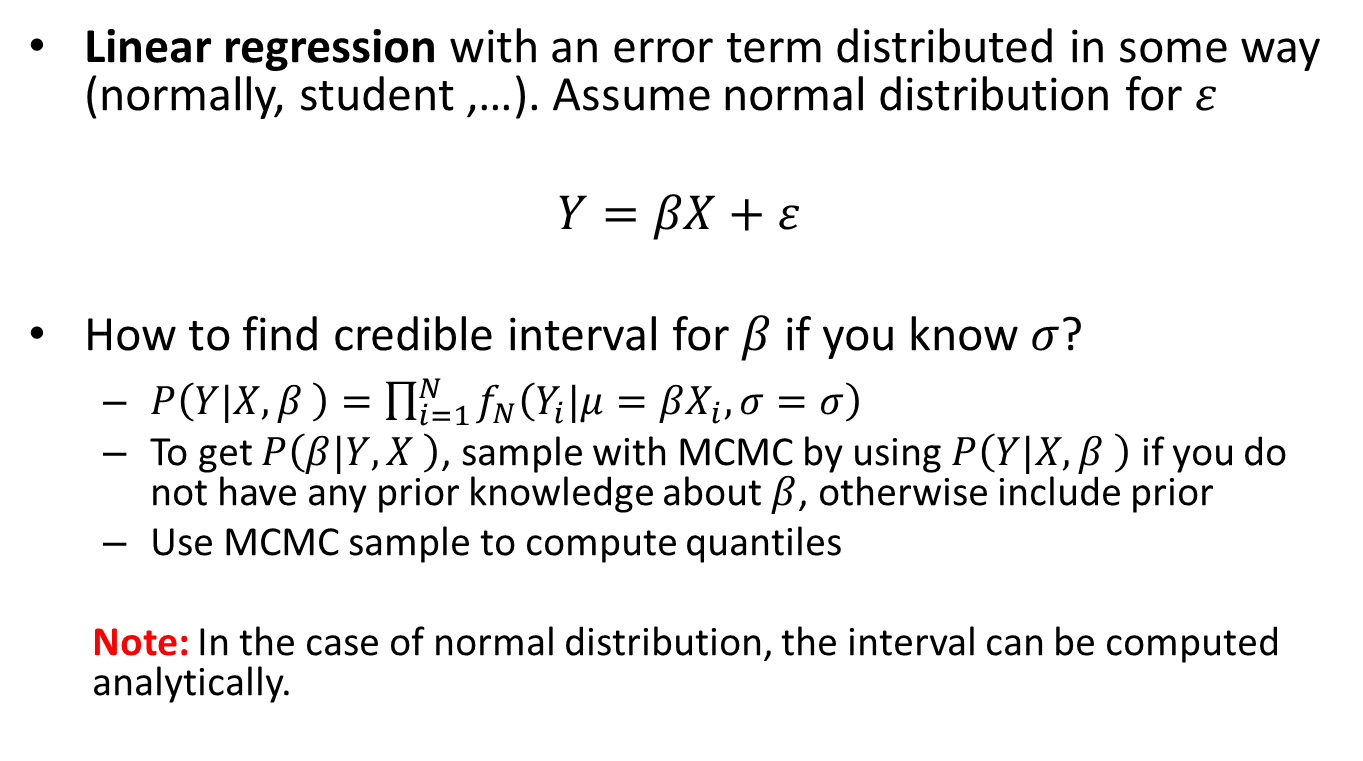 • Linear regression with an error term distributed in some way
(normally, student ,…). Assume normal distribution for 𝜀
𝑌 = 𝛽𝑋 + 𝜀
• How to find credible interval for 𝛽 if you know 𝜎?
– 𝑃(𝑌|𝑋, 𝛽 ) = ∏ᵢ₌₁ᴺ 𝑓_𝑁(𝑌ᵢ|𝜇 = 𝛽𝑋ᵢ, 𝜎 = 𝜎)
– To get 𝑃(𝛽|𝑌, 𝑋 ), sample with MCMC by using 𝑃(𝑌|𝑋, 𝛽 ) if you do
not have any prior knowledge about 𝛽, otherwise include prior
– Use MCMC sample to compute quantiles
Note: In the case of normal distribution, the interval can be computed
analytically.